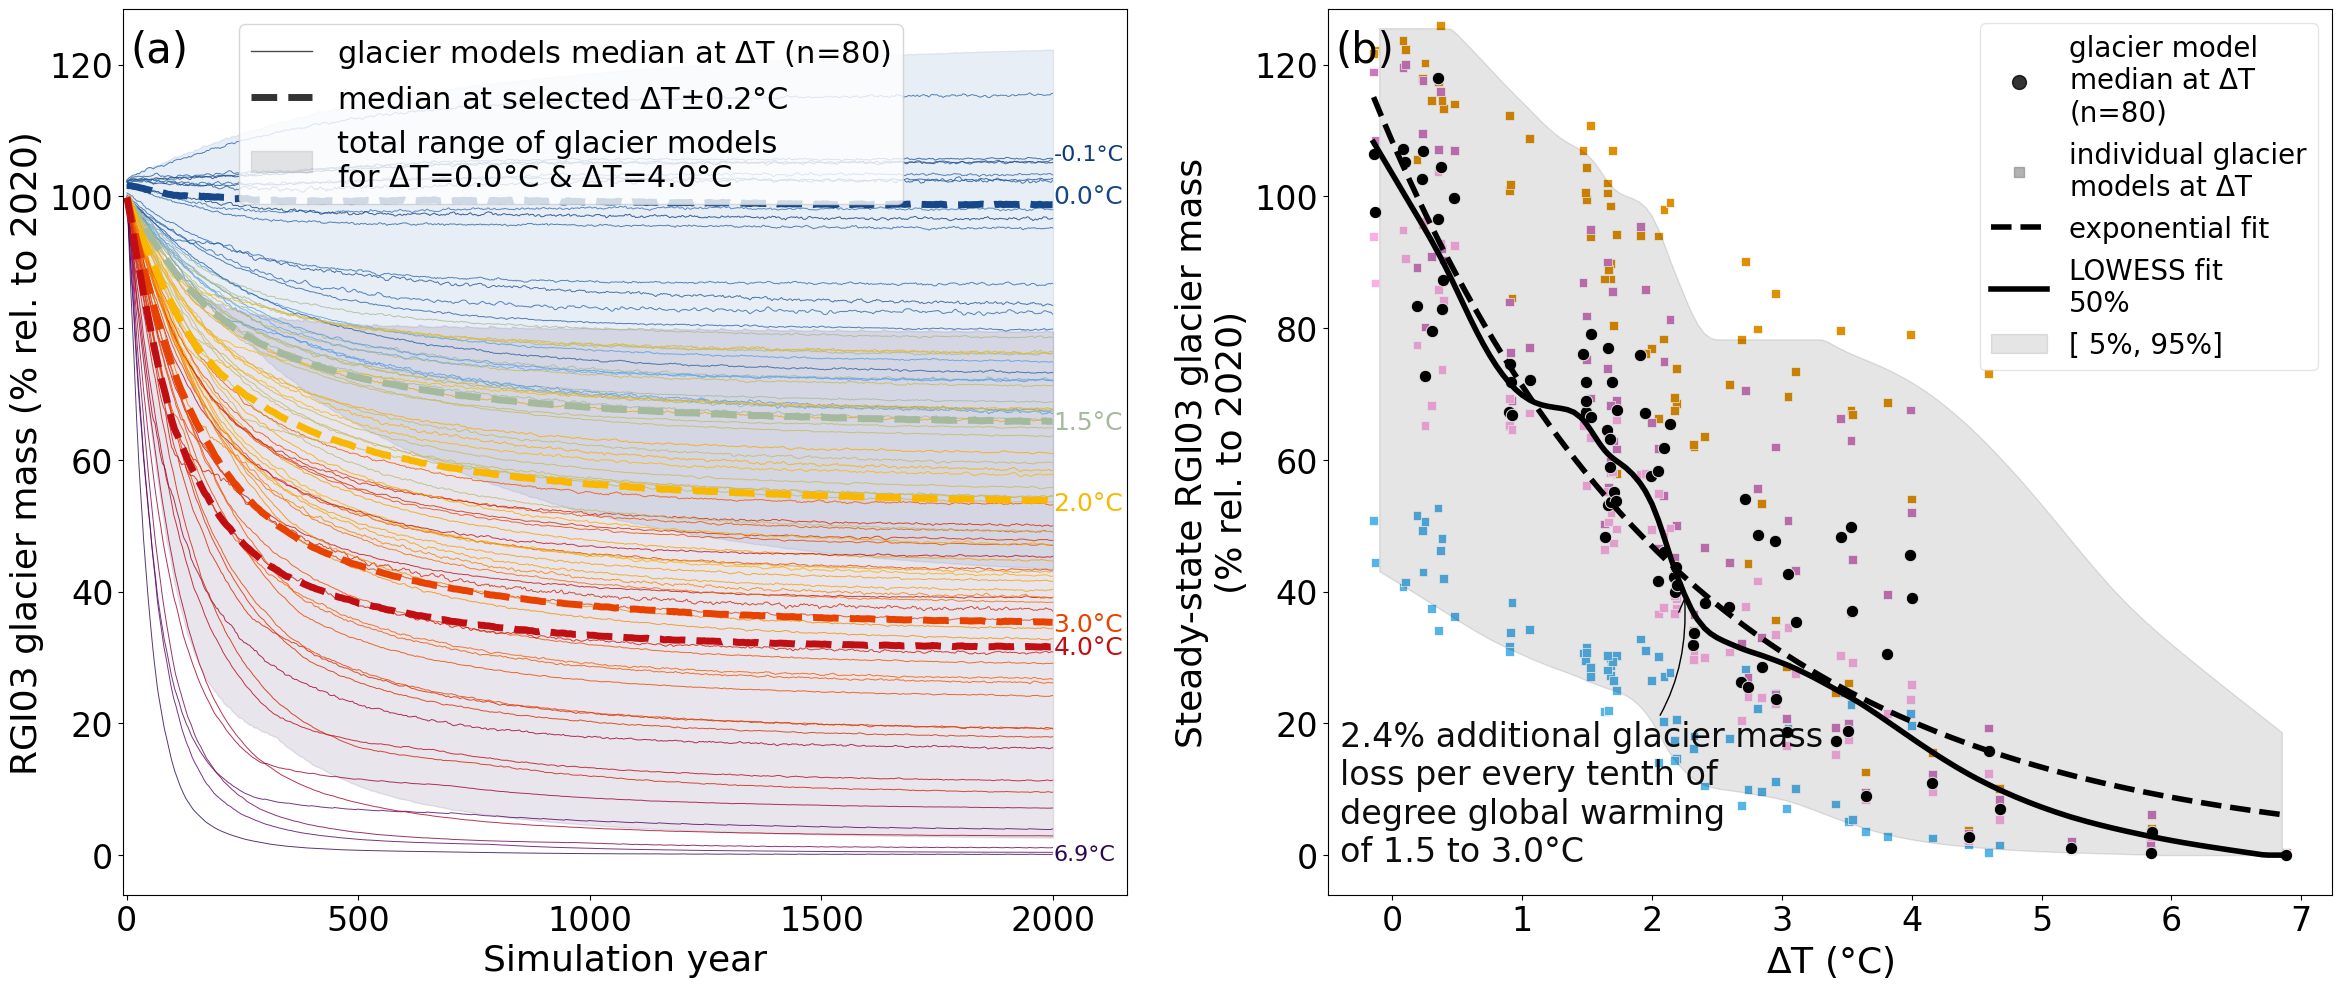 (a)
glacier models median at ΔT (n=80)
median at selected ΔT±0.2°C
total range of glacier models
for ΔT=0.0°C & ΔT=4.0°C
RGI03 glacier mass (% rel. to 2020)
120
100
80
60
40
20
0
-0.1°C
0.0°C
1.5°C
2.0°C
3.0°C
4.0°C
6.9°C
0 500 1000 1500 2000
Simulation year
(b)
glacier model
median at ΔT
(n=80)
individual glacier
models at ΔT
exponential fit
LOWESS fit
50%
[ 5%, 95%]
Steady-state RGI03 glacier mass
(% rel. to 2020)
120
100
80
60
40
20
0
2.4% additional glacier mass
loss per every tenth of
degree global warming
of 1.5 to 3.0°C
0 1 2 3 4 5 6 7
ΔT (°C)